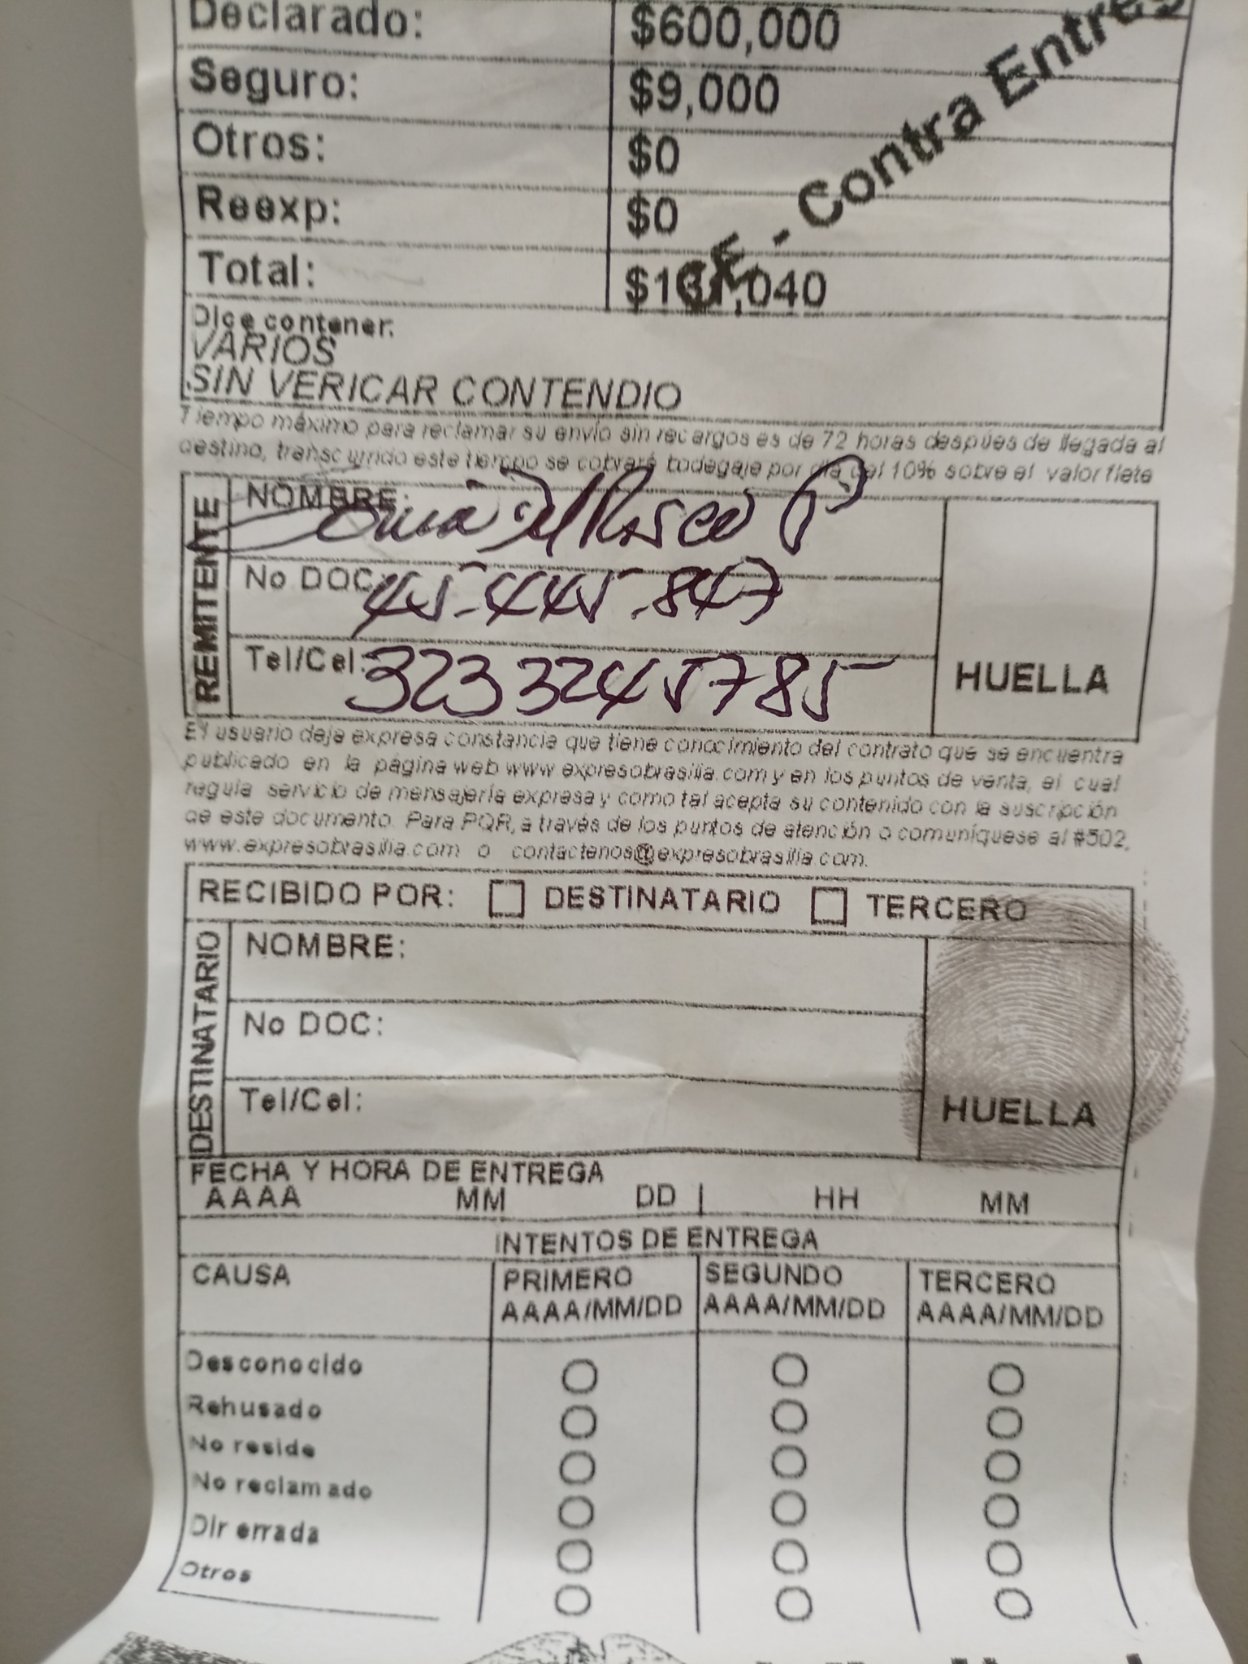 Declarado: $600,000
Seguro: $9,000
Otros: $0
Reexp: $0
CE - Contra Entreg
Total:
Dice contener:
VARIOS
SIN VERICAR CONTENDIO
Tiempo máximo para reclamar su envío sin recargos es de 72 horas despúes de llegada al
destino, transcurrido este tiempo se cobrará bodegaje por día del 10% sobre el valor flete
REMITENTE
NOMBRE:
No DOC 45-445-847
Tel/Cel: 3233245785
HUELLA
El usuario deja expresa constancia que tiene conocimiento del contrato que se encuentra
publicado en la página web www expresobrasilia.com y en los puntos de venta, el cual
regula servicio de mensajería expresa y como tal acepta su contenido con la suscripción
de este documento. Para PQR, a través de los puntos de atención o comuníquese al #502,
www.expresobrasilia.com o contactenos@expresobrasilia.com.
RECIBIDO POR: DESTINATARIO TERCERO
DESTINATARIO
NOMBRE:
No DOC:
Tel/Cel:
HUELLA
FECHA Y HORA DE ENTREGA
AAAA MM DD | HH MM
INTENTOS DE ENTREGA
CAUSA PRIMERO SEGUNDO TERCERO
AAAA/MM/DD AAAA/MM/DD AAAA/MM/DD
Desconocido
Rehusado
No reside
No reclamado
Dir errada
Otros